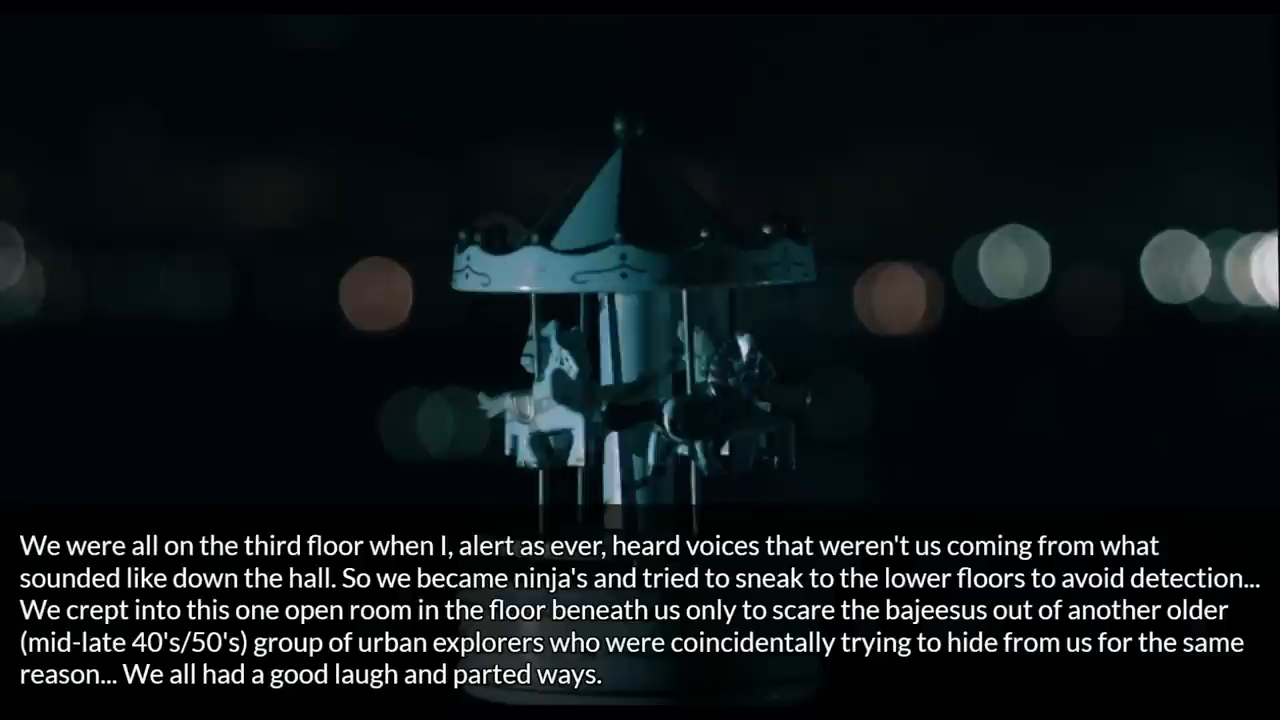 We were all on the third floor when I, alert as ever, heard voices that weren't us coming from what
sounded like down the hall. So we became ninja's and tried to sneak to the lower floors to avoid detection...
We crept into this one open room in the floor beneath us only to scare the bajeesus out of another older
(mid-late 40's/50's) group of urban explorers who were coincidentally trying to hide from us for the same
reason... We all had a good laugh and parted ways.